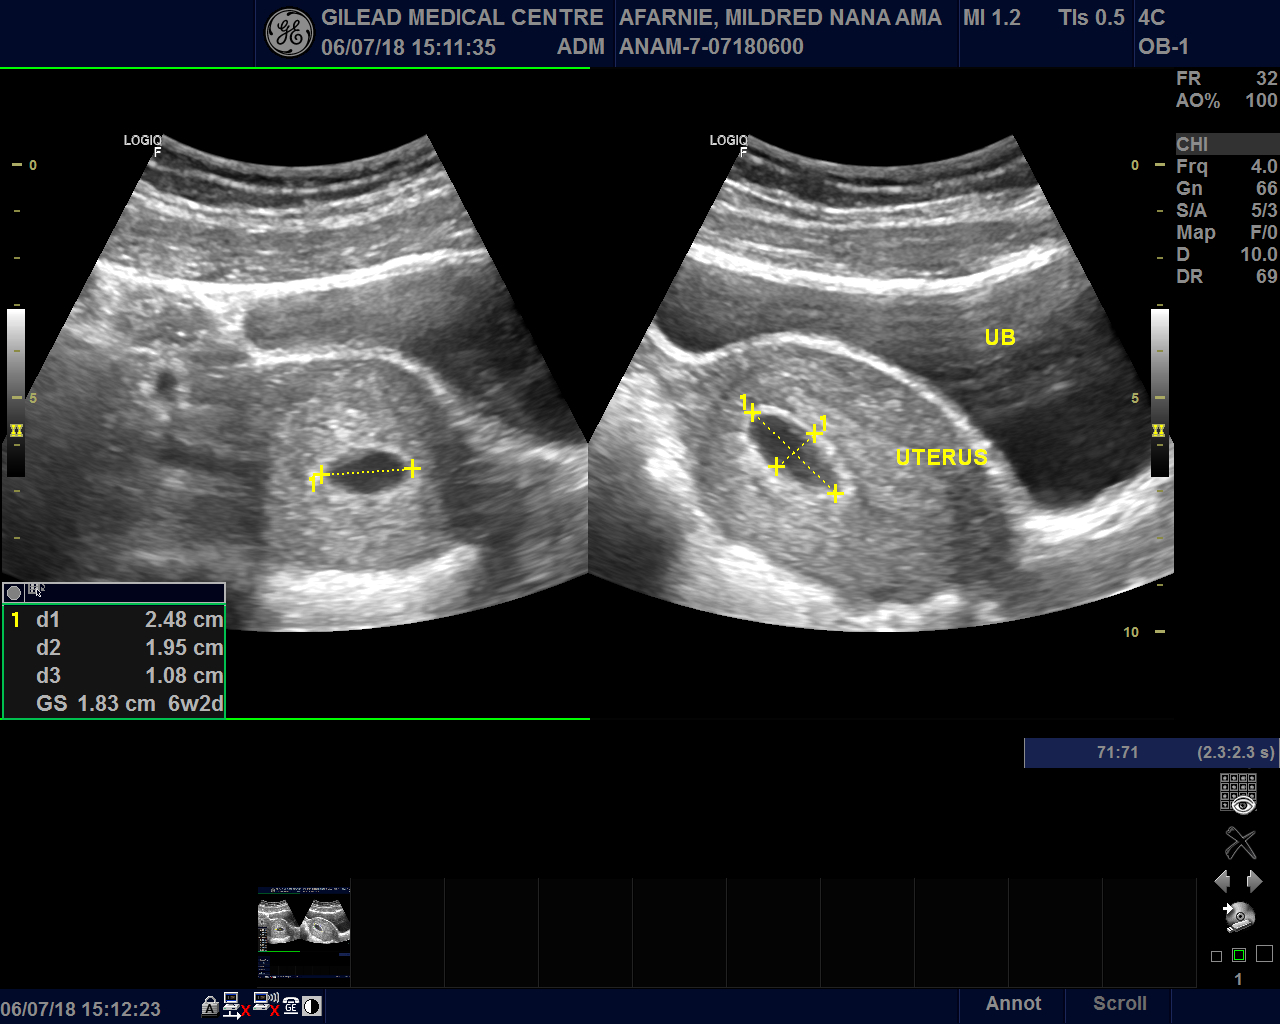 GILEAD MEDICAL CENTRE
06/07/18 15:11:35 ADM
AFARNIE, MILDRED NANA AMA
ANAM-7-07180600
MI 1.2 TIs 0.5
4C
OB-1
FR 32
AO% 100
CHI
Frq 4.0
Gn 66
S/A 5/3
Map F/0
D 10.0
DR 69
LOGIQ
F
0
5
1
LOGIQ
F
0
5
10
UB
UTERUS
1
1
1 d1 2.48 cm
d2 1.95 cm
d3 1.08 cm
GS 1.83 cm 6w2d
71:71 (2.3:2.3 s)
1
06/07/18 15:12:23
A
X
X
GE
Annot
Scroll